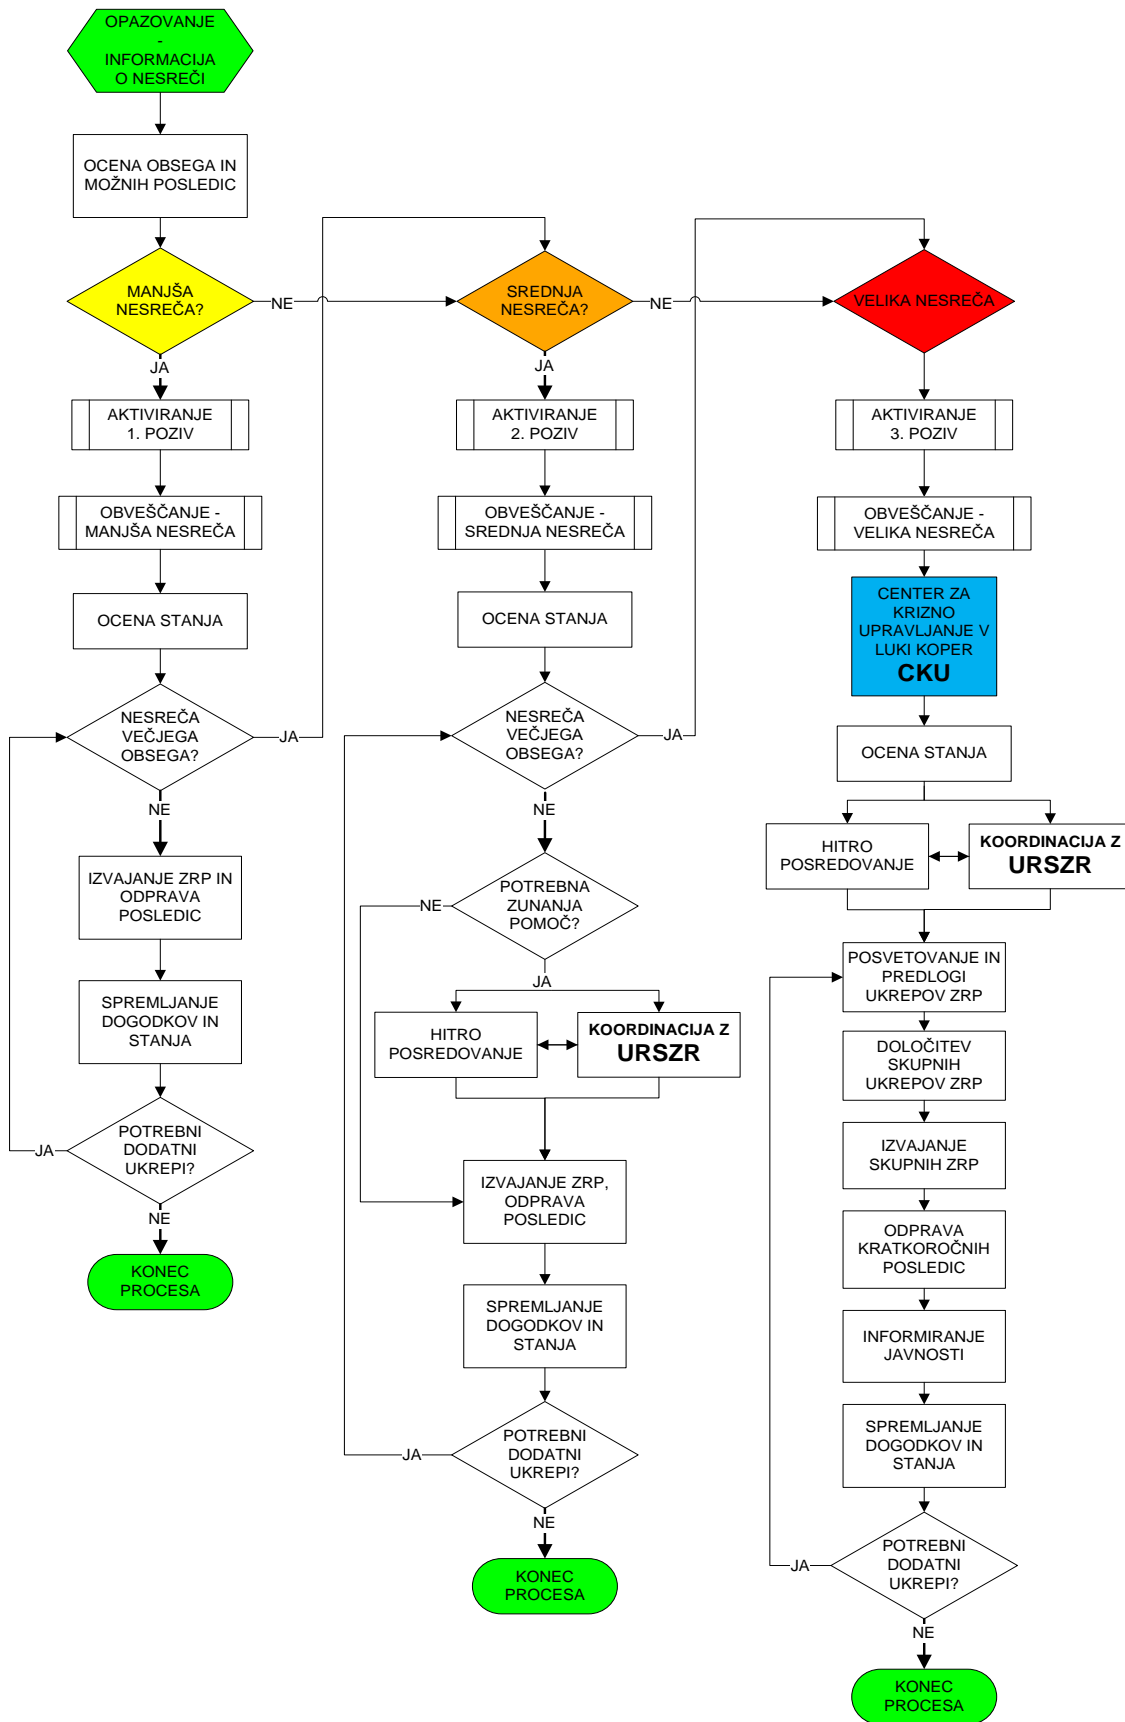 OPAZOVANJE
-
INFORMACIJA
O NESREČI
OCENA OBSEGA IN
MOŽNIH POSLEDIC
MANJŠA
NESREČA?
NE
JA
AKTIVIRANJE
1. POZIV
OBVEŠČANJE -
MANJŠA NESREČA
OCENA STANJA
NESREČA
VEČJEGA
OBSEGA?
JA
NE
IZVAJANJE ZRP IN
ODPRAVA
POSLEDIC
SPREMLJANJE
DOGODKOV IN
STANJA
POTREBNI
DODATNI
UKREPI?
JA
NE
KONEC
PROCESA
SREDNJA
NESREČA?
NE
JA
AKTIVIRANJE
2. POZIV
OBVEŠČANJE -
SREDNJA NESREČA
OCENA STANJA
NESREČA
VEČJEGA
OBSEGA?
JA
NE
POTREBNA
ZUNANJA
POMOČ?
NE
JA
HITRO
POSREDOVANJE
KOORDINACIJA Z
URSZR
IZVAJANJE ZRP,
ODPRAVA
POSLEDIC
SPREMLJANJE
DOGODKOV IN
STANJA
POTREBNI
DODATNI
UKREPI?
JA
NE
KONEC
PROCESA
VELIKA NESREČA
AKTIVIRANJE
3. POZIV
OBVEŠČANJE -
VELIKA NESREČA
CENTER ZA
KRIZNO
UPRAVLJANJE V
LUKI KOPER
CKU
OCENA STANJA
HITRO
POSREDOVANJE
KOORDINACIJA Z
URSZR
POSVETOVANJE IN
PREDLOGI
UKREPOV ZRP
DOLOČITEV
SKUPNIH
UKREPOV ZRP
IZVAJANJE
SKUPNIH ZRP
ODPRAVA
KRATKOROČNIH
POSLEDIC
INFORMIRANJE
JAVNOSTI
SPREMLJANJE
DOGODKOV IN
STANJA
POTREBNI
DODATNI
UKREPI?
JA
NE
KONEC
PROCESA